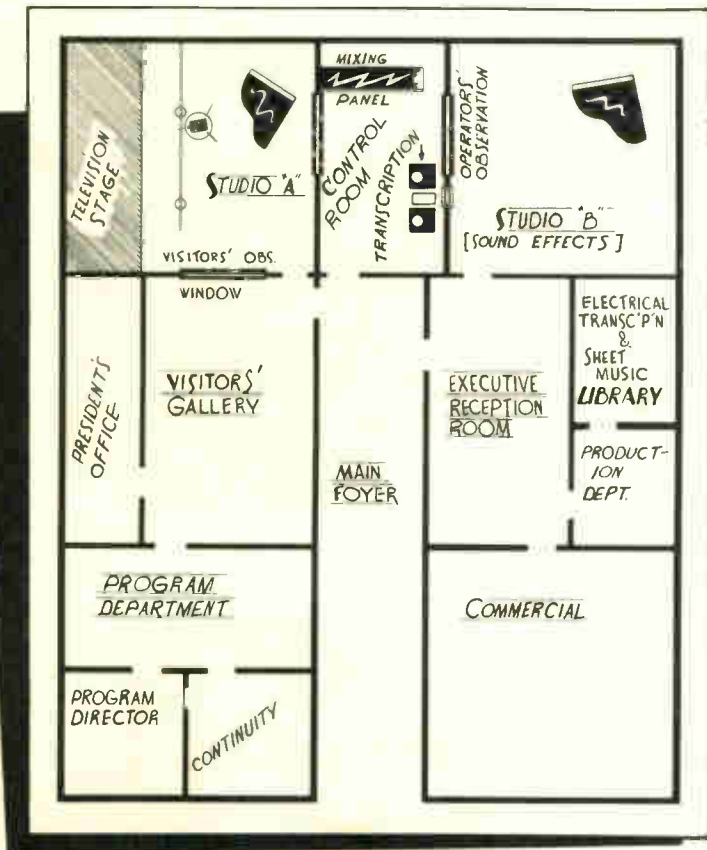 TELEVISION
STAGE
STUDIO "A"
VISITORS' OBS.
WINDOW
MIXING
PANEL
CONTROL
ROOM
TRANSCRIPTION
OPERATORS'
OBSERVATION
STUDIO "B"
[SOUND EFFECTS]
PRESIDENT'S
OFFICE
VISITORS'
GALLERY
MAIN
FOYER
EXECUTIVE
RECEPTION
ROOM
ELECTRICAL
TRANSC'P'N
&
SHEET
MUSIC
LIBRARY
PRODUCT-
ION
DEPT.
PROGRAM
DEPARTMENT
COMMERCIAL
PROGRAM
DIRECTOR
CONTINUITY